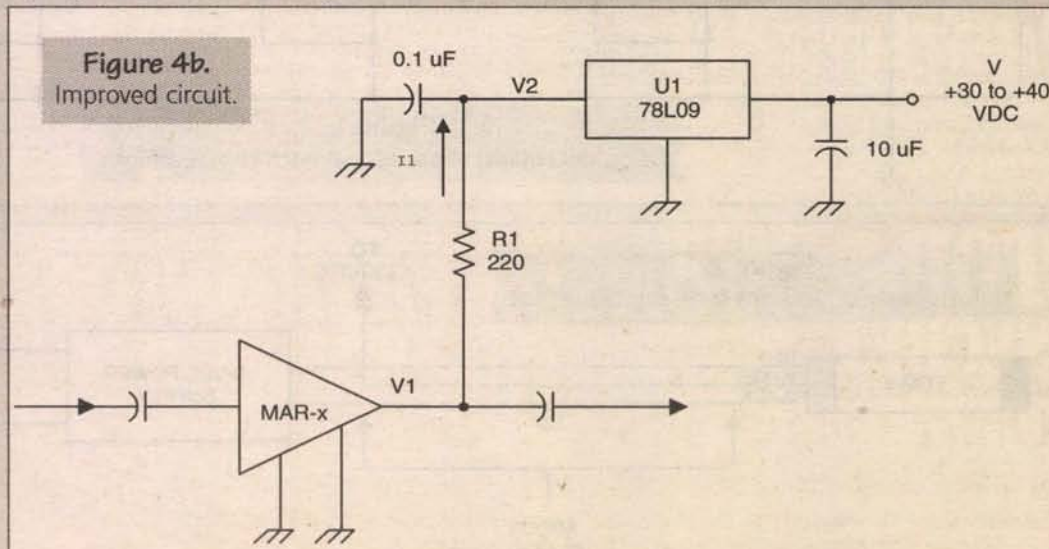 Figure 4b.
Improved circuit.
0.1 uF
V2
U1
78L09
V
+30 to +40
VDC
10 uF
I1
R1
220
MAR-x
V1